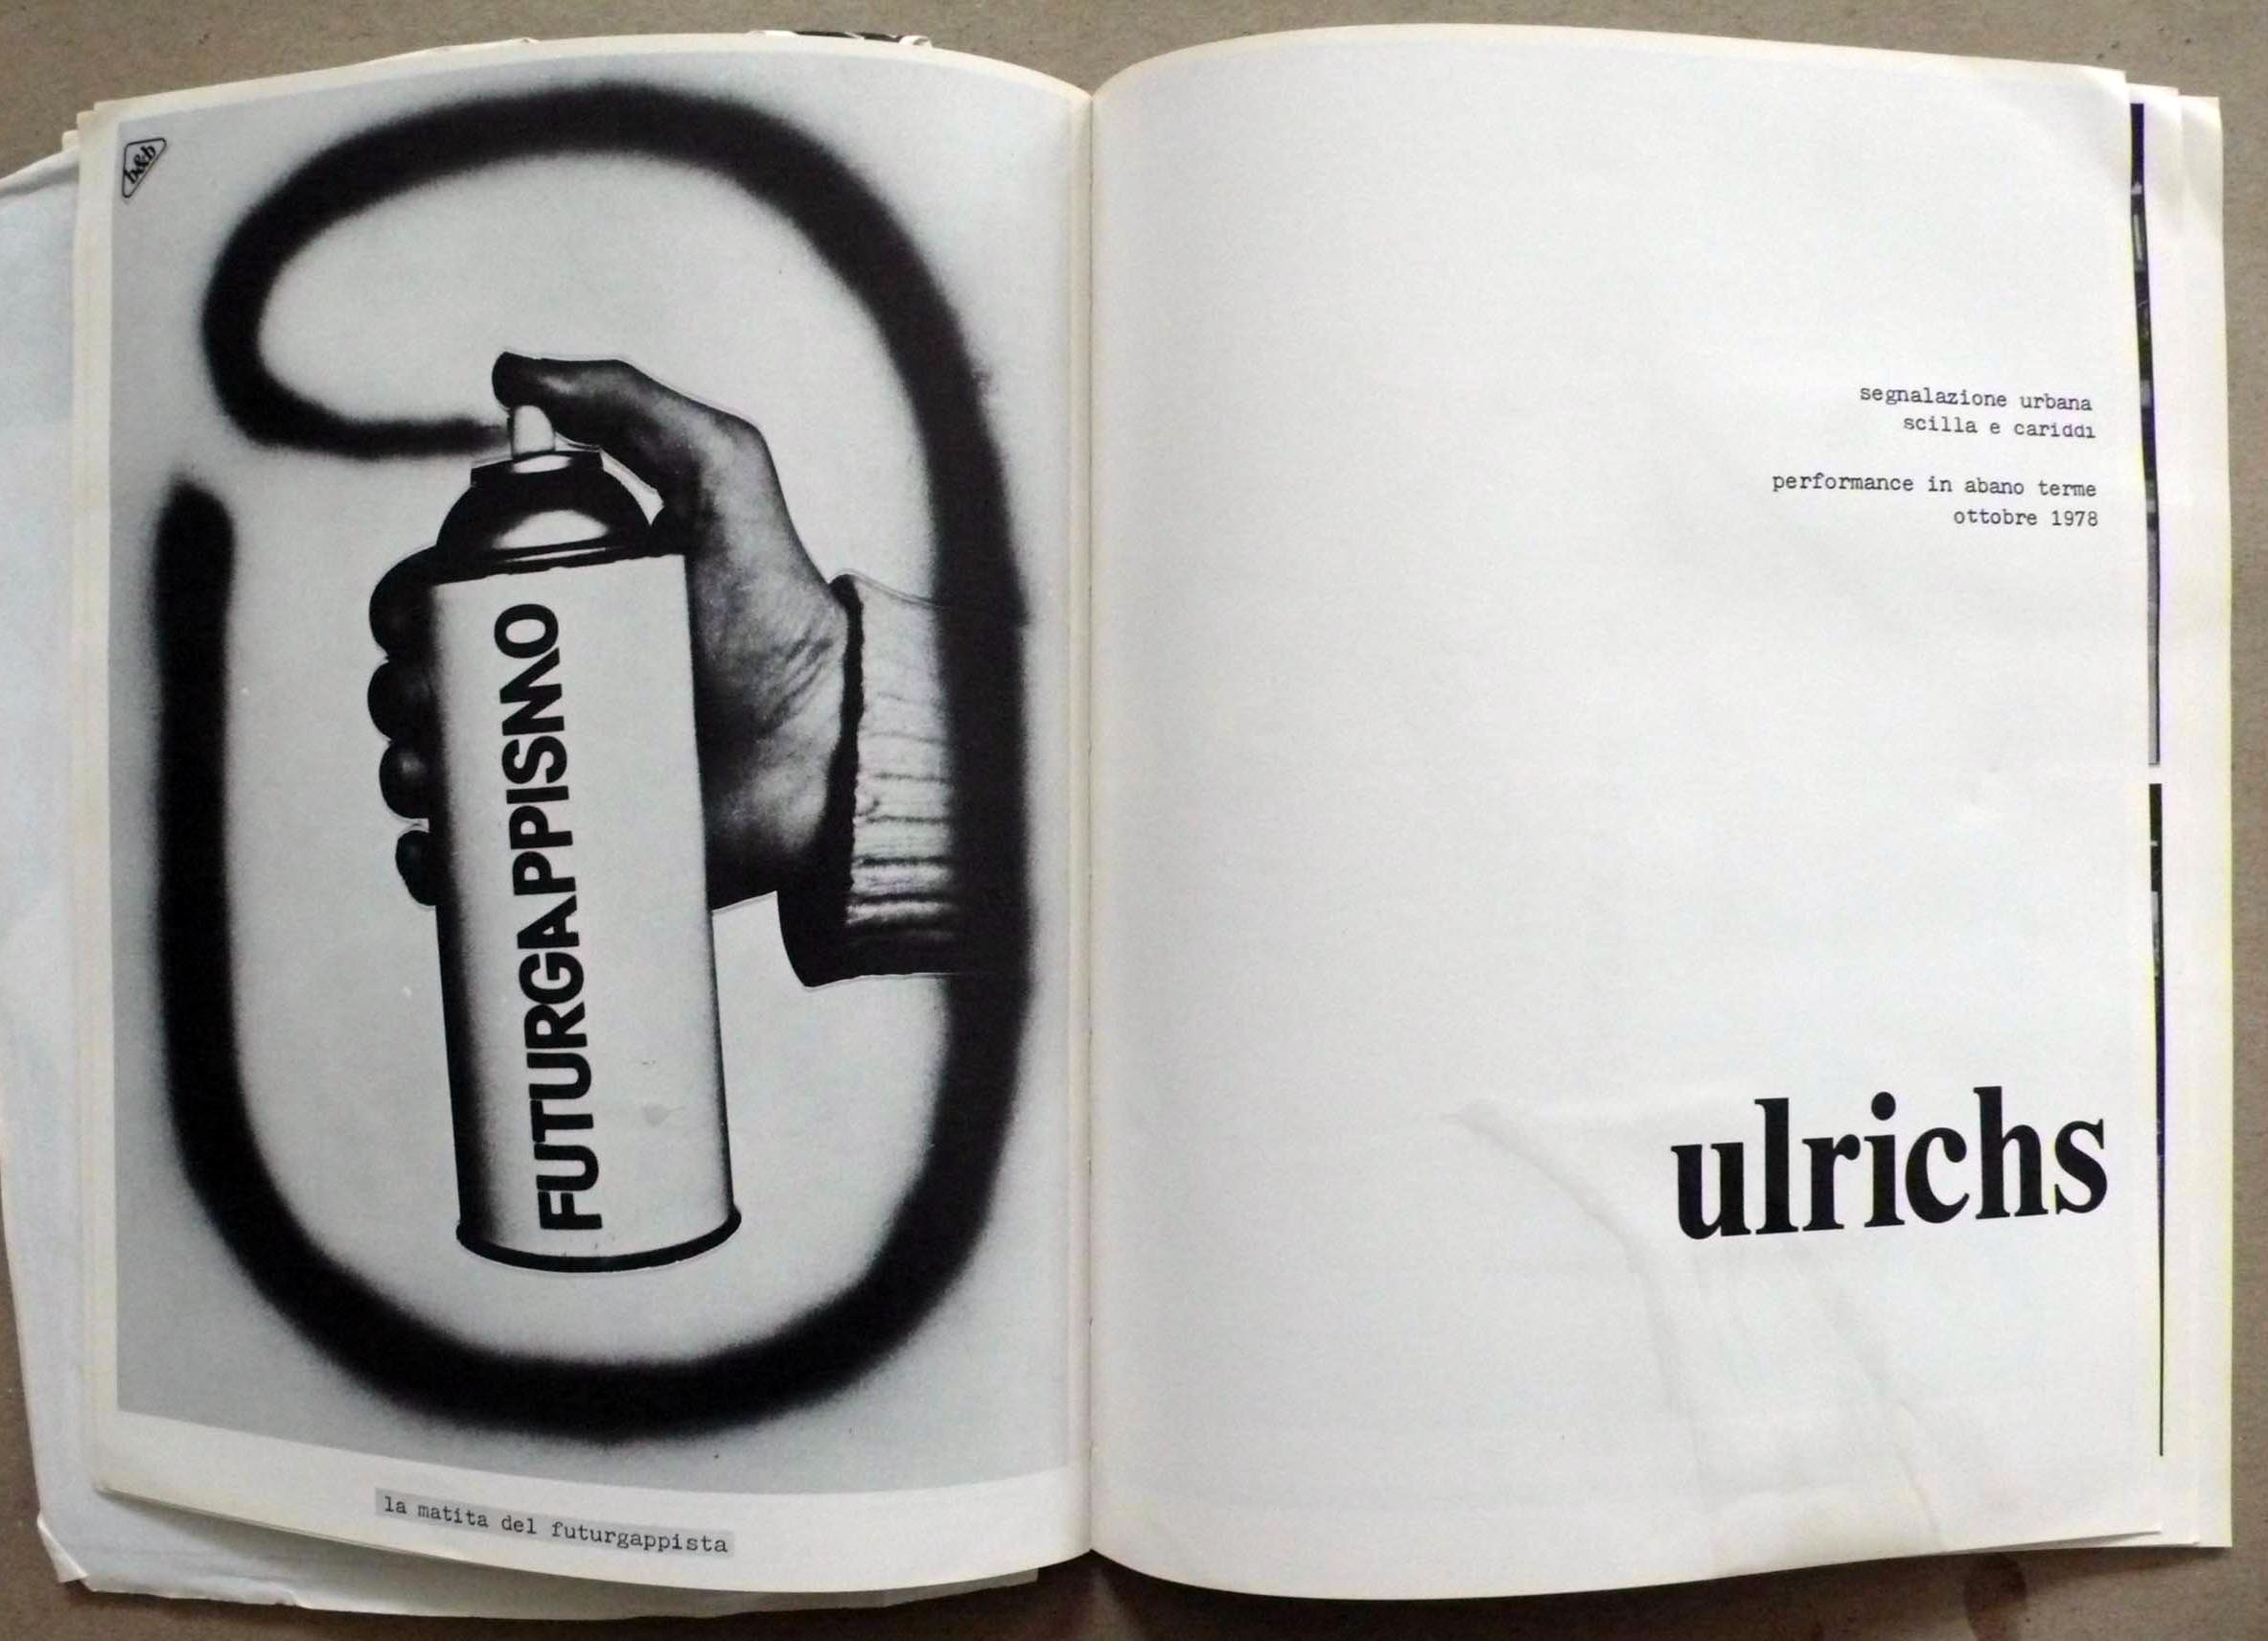 b&b
FUTURGAPPISMO
la matita del futurgappista
segnalazione urbana
scilla e cariddi
performance in abano terme
ottobre 1978
ulrichs